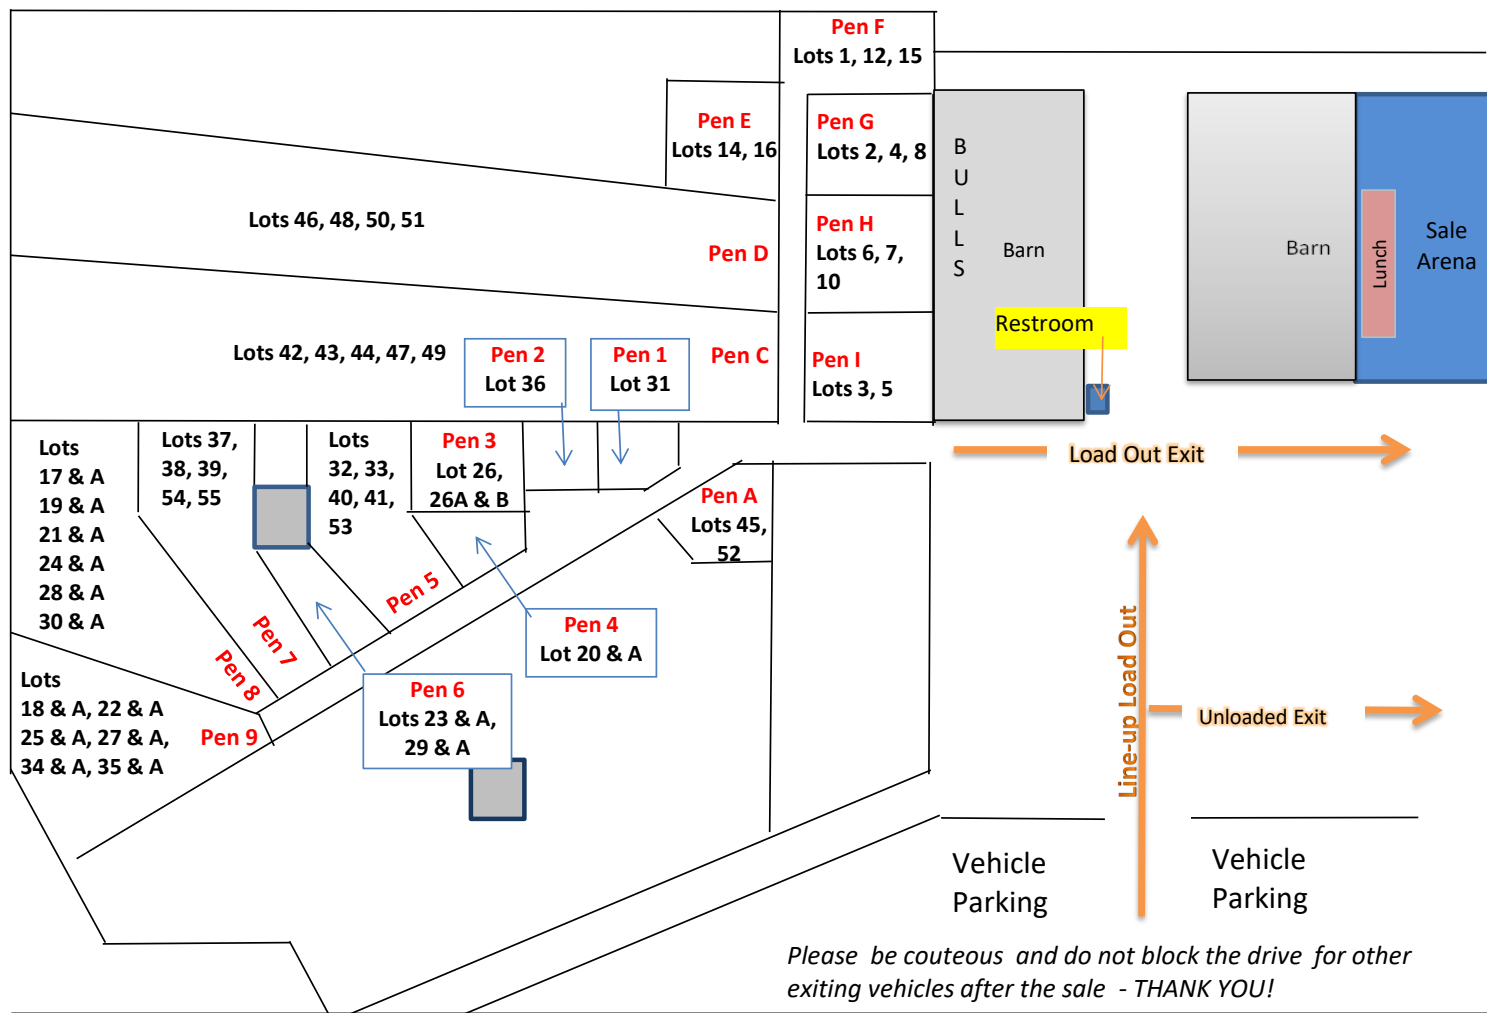 Pen F
Lots 1, 12, 15
Pen E
Lots 14, 16
Pen G
Lots 2, 4, 8
B
U
L
L
S
Barn
Barn
Lunch
Sale
Arena
Lots 46, 48, 50, 51
Pen D
Pen H
Lots 6, 7,
10
Restroom
Lots 42, 43, 44, 47, 49
Pen 2
Lot 36
Pen 1
Lot 31
Pen C
Pen I
Lots 3, 5
Lots
17 & A
19 & A
21 & A
24 & A
28 & A
30 & A
Lots 37,
38, 39,
54, 55
Lots
32, 33,
40, 41,
53
Pen 3
Lot 26,
26A & B
Load Out Exit
Pen A
Lots 45,
52
Pen 5
Pen 4
Lot 20 & A
Pen 7
Pen 8
Pen 6
Lots 23 & A,
29 & A
Lots
18 & A, 22 & A
25 & A, 27 & A,
34 & A, 35 & A
Pen 9
Line-up Load Out
Unloaded Exit
Vehicle
Parking
Vehicle
Parking
Please be couteous and do not block the drive for other
exiting vehicles after the sale - THANK YOU!